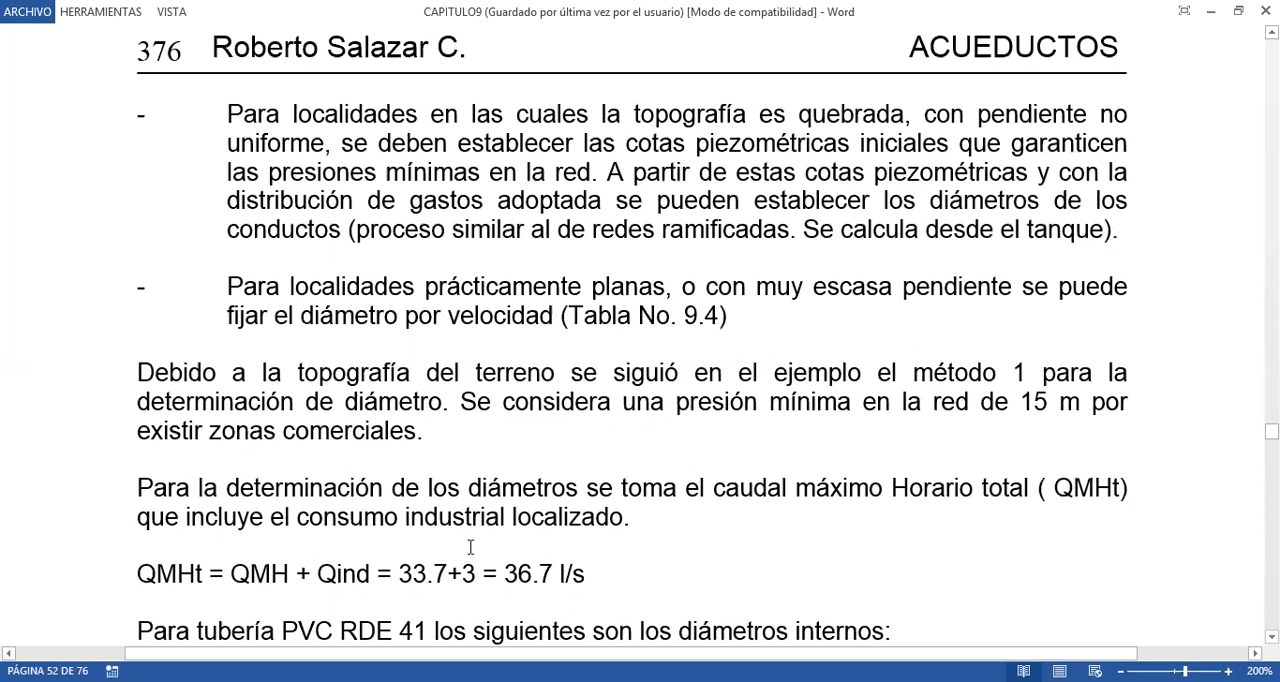 ARCHIVO HERRAMIENTAS VISTA CAPITULO9 (Guardado por última vez por el usuario) [Modo de compatibilidad] - Word
376 Roberto Salazar C. ACUEDUCTOS
- Para localidades en las cuales la topografía es quebrada, con pendiente no
uniforme, se deben establecer las cotas piezométricas iniciales que garanticen
las presiones mínimas en la red. A partir de estas cotas piezométricas y con la
distribución de gastos adoptada se pueden establecer los diámetros de los
conductos (proceso similar al de redes ramificadas. Se calcula desde el tanque).
- Para localidades prácticamente planas, o con muy escasa pendiente se puede
fijar el diámetro por velocidad (Tabla No. 9.4)
Debido a la topografía del terreno se siguió en el ejemplo el método 1 para la
determinación de diámetro. Se considera una presión mínima en la red de 15 m por
existir zonas comerciales.
Para la determinación de los diámetros se toma el caudal máximo Horario total ( QMHt)
que incluye el consumo industrial localizado.
QMHt = QMH + Qind = 33.7+3 = 36.7 l/s
Para tubería PVC RDE 41 los siguientes son los diámetros internos:
PÁGINA 52 DE 76 200%